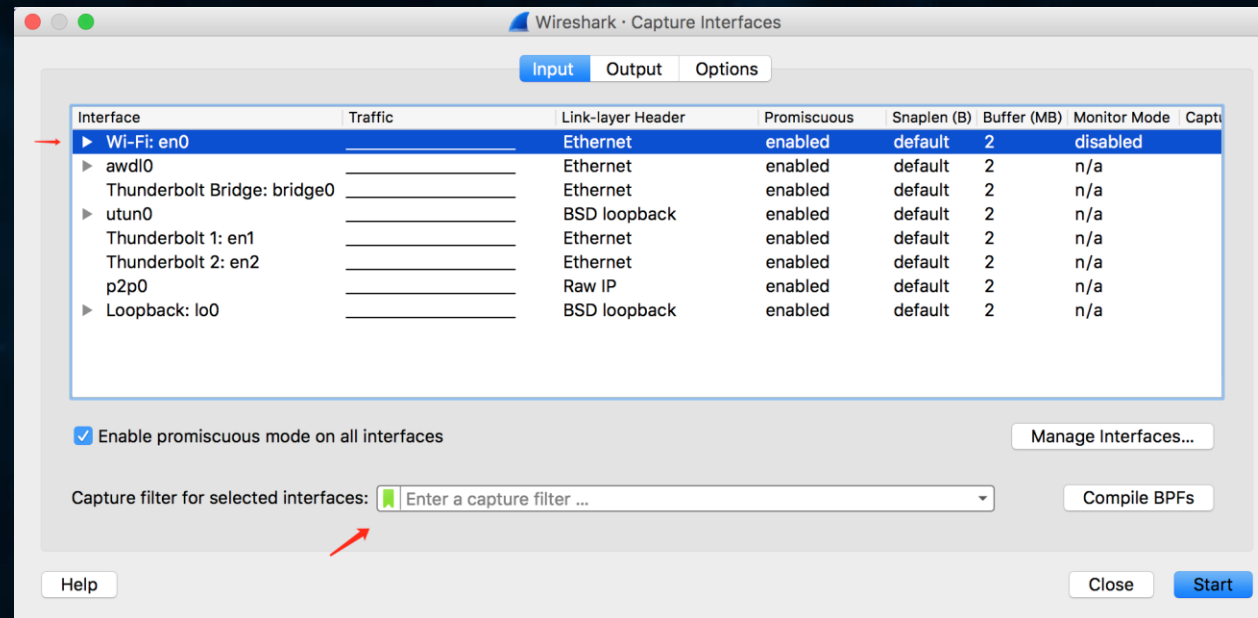 Wireshark · Capture Interfaces
Input Output Options
Interface Traffic Link-layer Header Promiscuous Snaplen (B) Buffer (MB) Monitor Mode Captu
Wi-Fi: en0 Ethernet enabled default 2 disabled
awdl0 Ethernet enabled default 2 n/a
Thunderbolt Bridge: bridge0 Ethernet enabled default 2 n/a
utun0 BSD loopback enabled default 2 n/a
Thunderbolt 1: en1 Ethernet enabled default 2 n/a
Thunderbolt 2: en2 Ethernet enabled default 2 n/a
p2p0 Raw IP enabled default 2 n/a
Loopback: lo0 BSD loopback enabled default 2 n/a
Enable promiscuous mode on all interfaces Manage Interfaces...
Capture filter for selected interfaces: Enter a capture filter ... Compile BPFs
Help Close Start